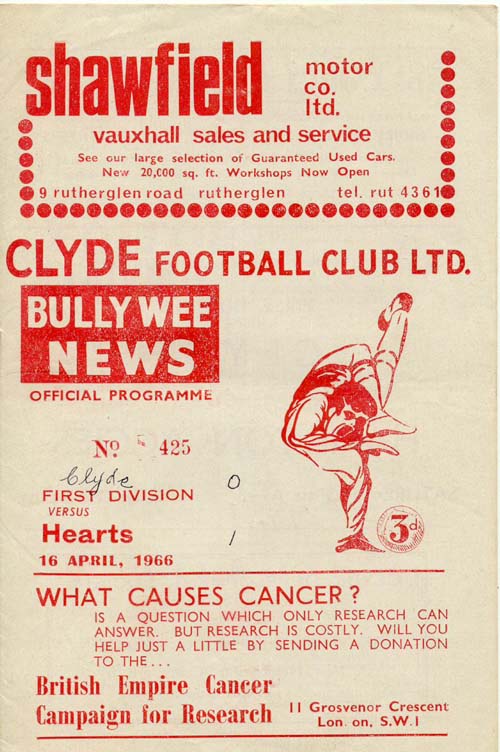 shawfield
motor
co.
ltd.
vauxhall sales and service
See our large selection of Guaranteed Used Cars.
New 20,000 sq. ft. Workshops Now Open
9 rutherglen road rutherglen tel. rut 4361
CLYDE FOOTBALL CLUB LTD.
BULLY WEE
NEWS
OFFICIAL PROGRAMME
No. 425
Clyde 0
FIRST DIVISION
VERSUS
Hearts 1
16 APRIL, 1966
3d.
WHAT CAUSES CANCER?
IS A QUESTION WHICH ONLY RESEARCH CAN
ANSWER. BUT RESEARCH IS COSTLY. WILL YOU
HELP JUST A LITTLE BY SENDING A DONATION
TO THE...
British Empire Cancer
Campaign for Research
11 Grosvenor Crescent
Lon on, S.W.1